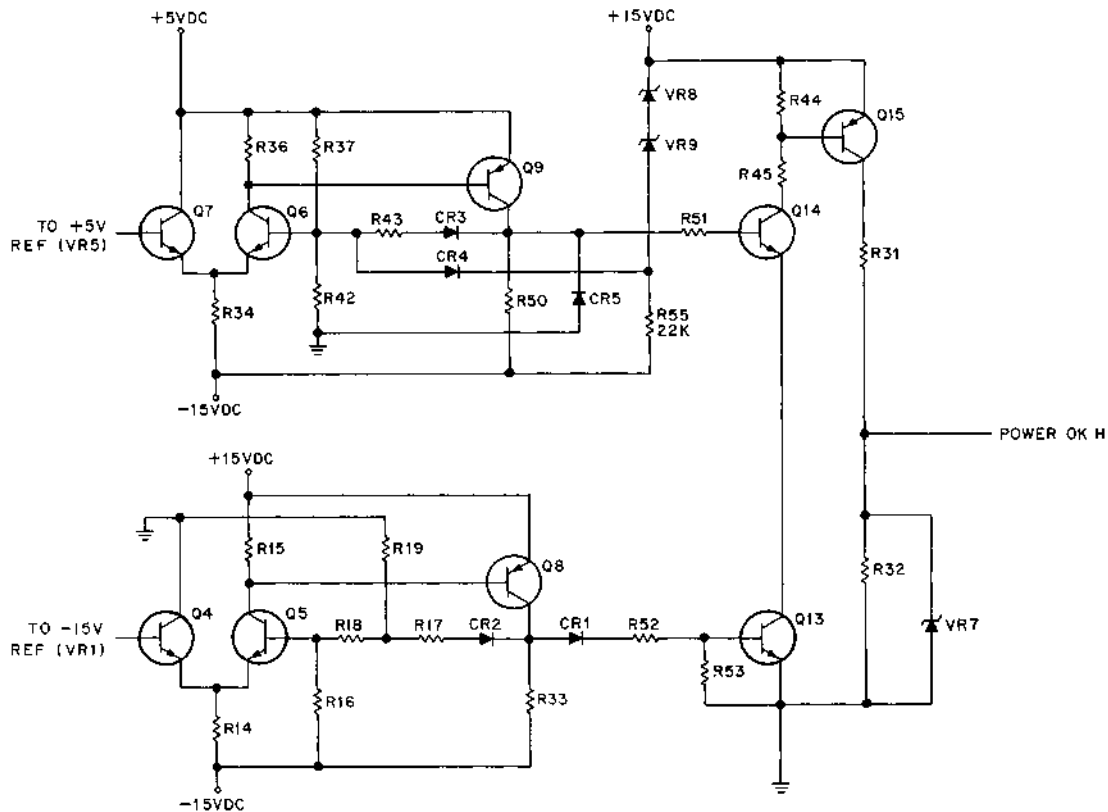 +5VDC
+15VDC
R44
VR8
Q15
R36
R37
VR9
Q9
R45
Q7
Q6
Q14
TO +5V
REF (VR5)
R43
CR3
R51
R31
CR4
R34
R42
R50
CR5
R55
22K
-15VDC
POWER OK H
+15VDC
R15
R19
Q8
R32
Q4
Q5
Q13
VR7
TO -15V
REF (VR1)
R18
R17
CR2
CR1
R52
R53
R16
R33
R14
-15VDC